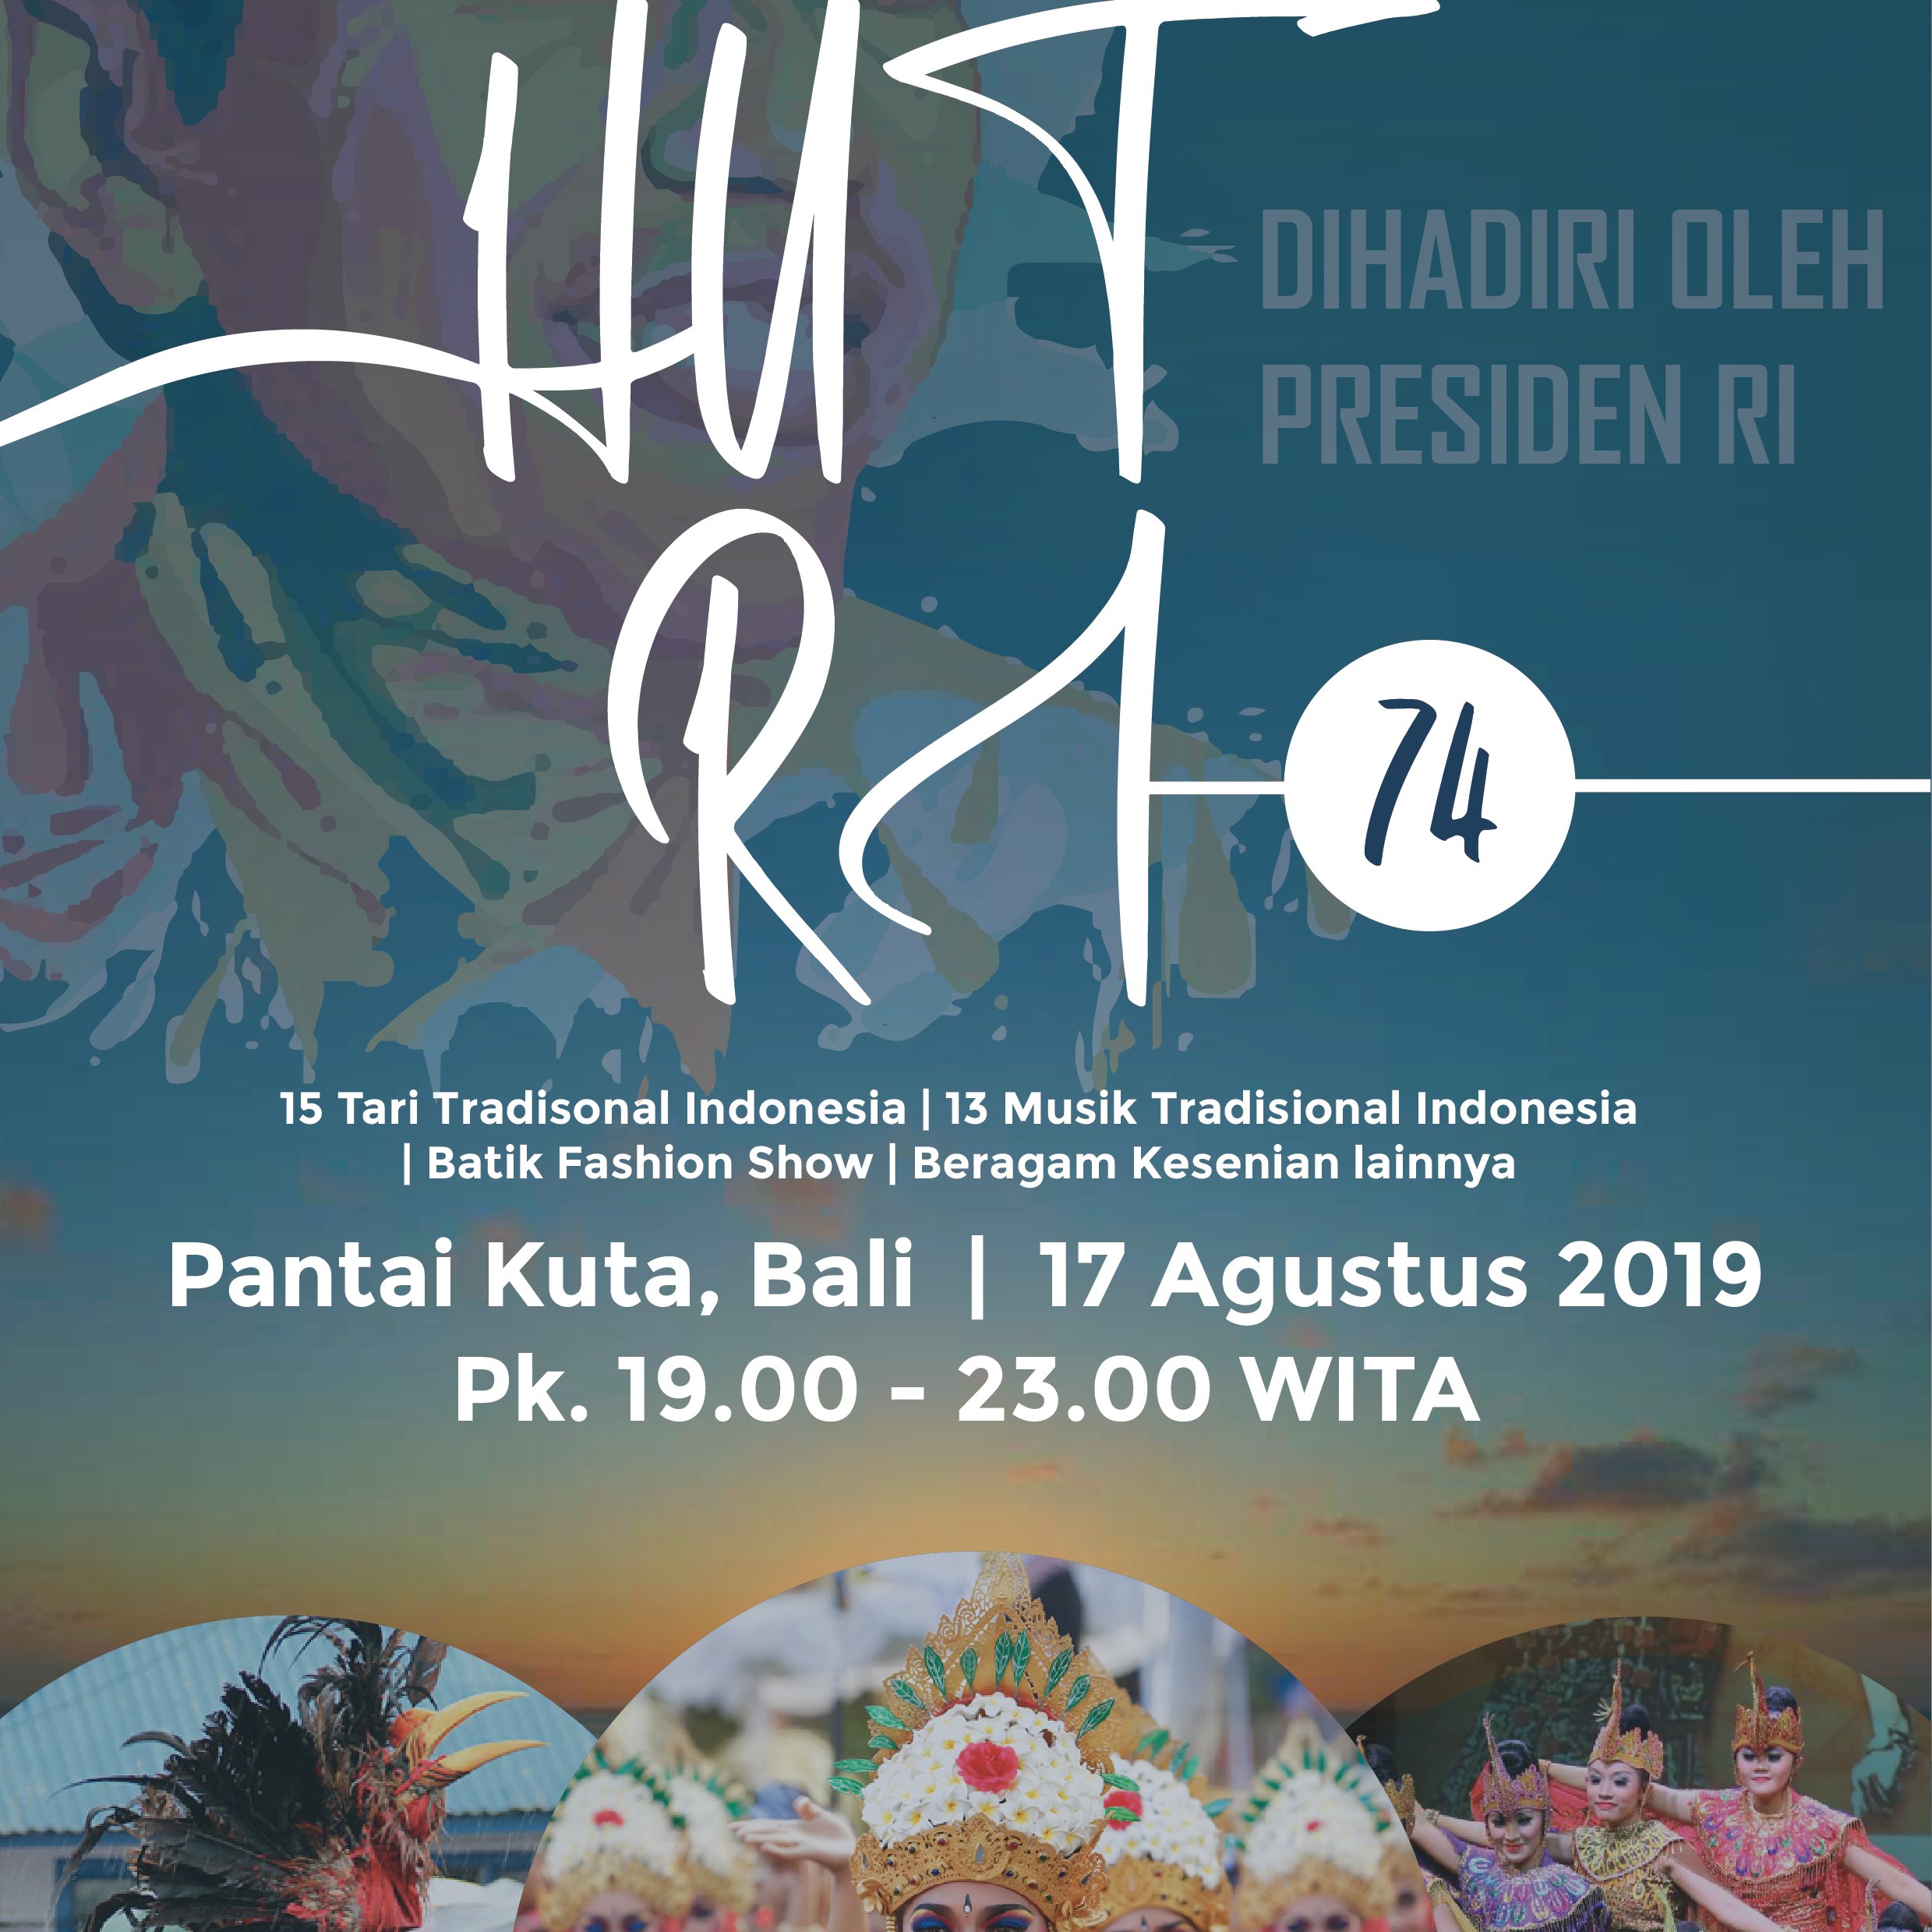 HUT
RI
74
DIHADIRI OLEH
PRESIDEN RI
15 Tari Tradisonal Indonesia | 13 Musik Tradisional Indonesia
| Batik Fashion Show | Beragam Kesenian lainnya
Pantai Kuta, Bali | 17 Agustus 2019
Pk. 19.00 - 23.00 WITA